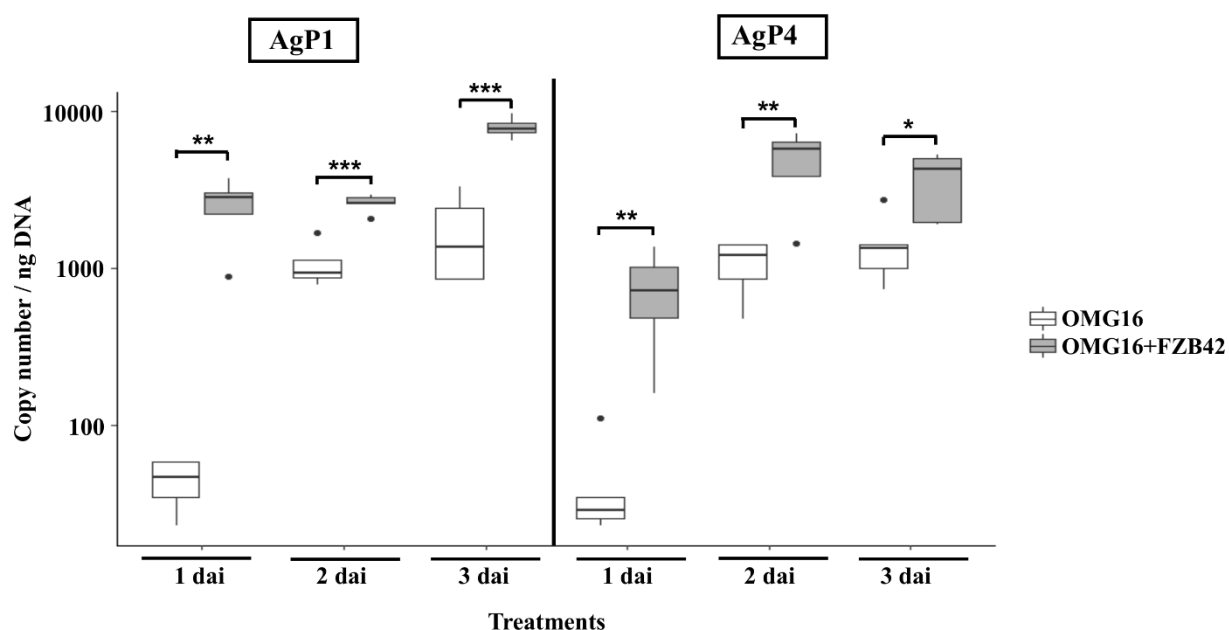 AgP1
AgP4
Copy number / ng DNA
10000
1000
100
**
***
***
**
**
*
1 dai
2 dai
3 dai
1 dai
2 dai
3 dai
Treatments
OMG16
OMG16+FZB42